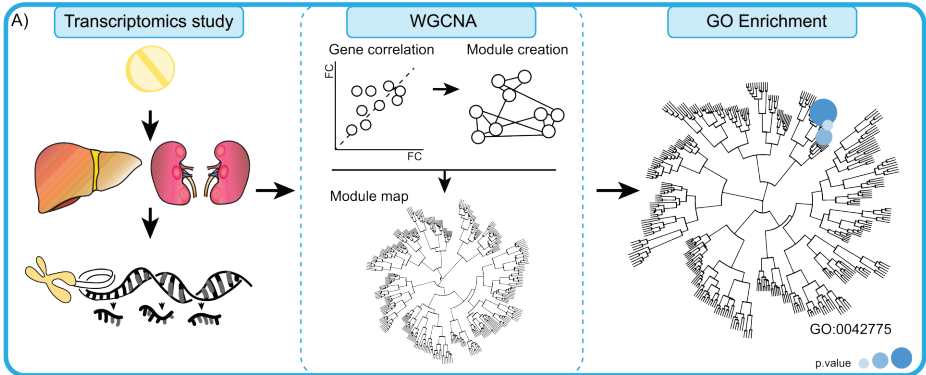 A)
Transcriptomics study
WGCNA
GO Enrichment
Gene correlation
Module creation
FC
FC
Module map
GO:0042775
p.value